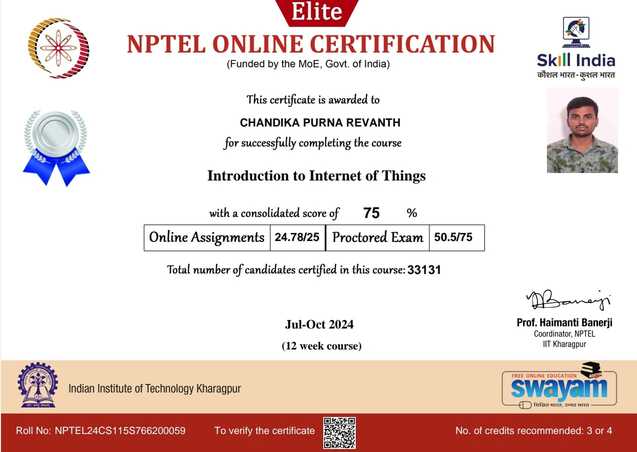 Elite
NPTEL ONLINE CERTIFICATION
(Funded by the MoE, Govt. of India)
Skill India
कौशल भारत - कुशल भारत
This certificate is awarded to
CHANDIKA PURNA REVANTH
for successfully completing the course
Introduction to Internet of Things
with a consolidated score of 75 %
Online Assignments 24.78/25 Proctored Exam 50.5/75
Total number of candidates certified in this course: 33131
Jul-Oct 2024
(12 week course)
Prof. Haimanti Banerji
Coordinator, NPTEL
IIT Kharagpur
Indian Institute of Technology Kharagpur
FREE ONLINE EDUCATION
swayam
शिक्षित भारत, उन्नत भारत
Roll No: NPTEL24CS115S766200059
To verify the certificate
No. of credits recommended: 3 or 4